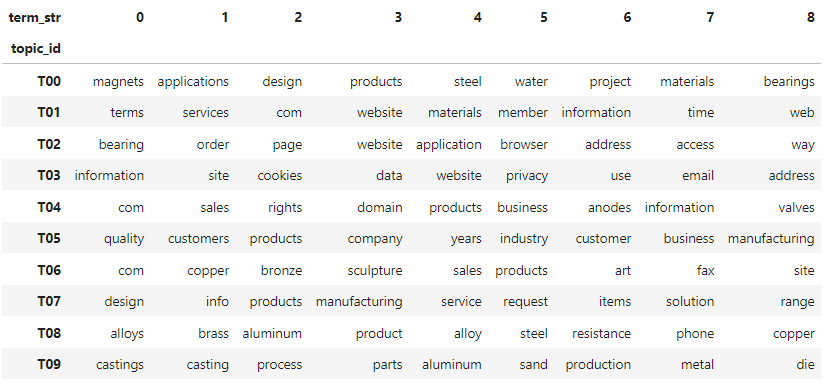 term_str 0 1 2 3 4 5 6 7 8
topic_id
T00 magnets applications design products steel water project materials bearings
T01 terms services com website materials member information time web
T02 bearing order page website application browser address access way
T03 information site cookies data website privacy use email address
T04 com sales rights domain products business anodes information valves
T05 quality customers products company years industry customer business manufacturing
T06 com copper bronze sculpture sales products art fax site
T07 design info products manufacturing service request items solution range
T08 alloys brass aluminum product alloy steel resistance phone copper
T09 castings casting process parts aluminum sand production metal die